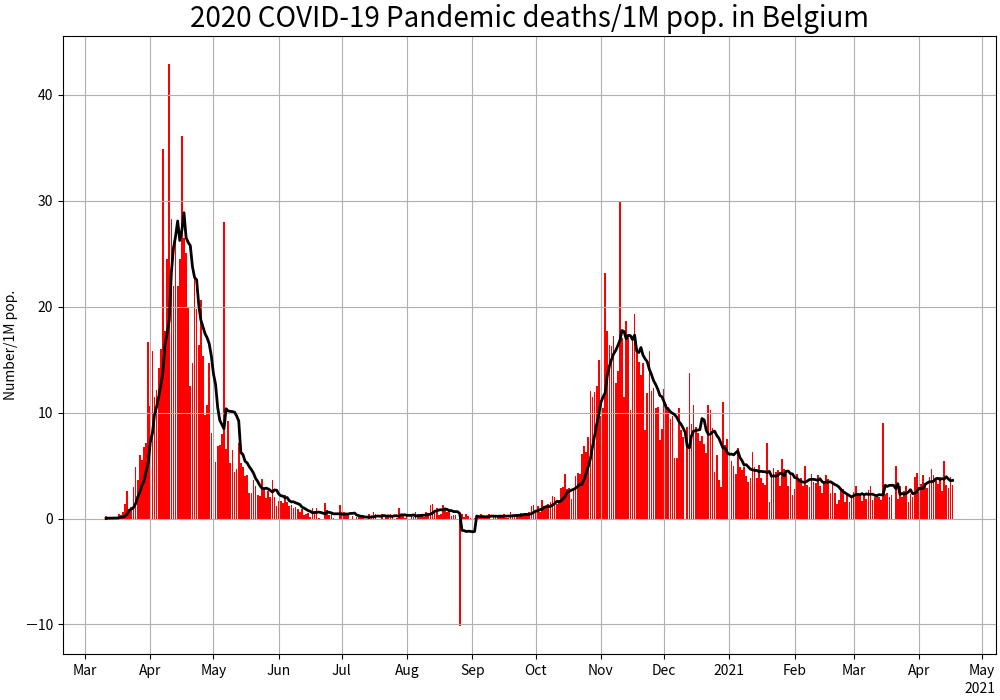 2020 COVID-19 Pandemic deaths/1M pop. in Belgium
Number/1M pop.
40
30
20
10
0
−10
Mar Apr May Jun Jul Aug Sep Oct Nov Dec 2021 Feb Mar Apr May
2021